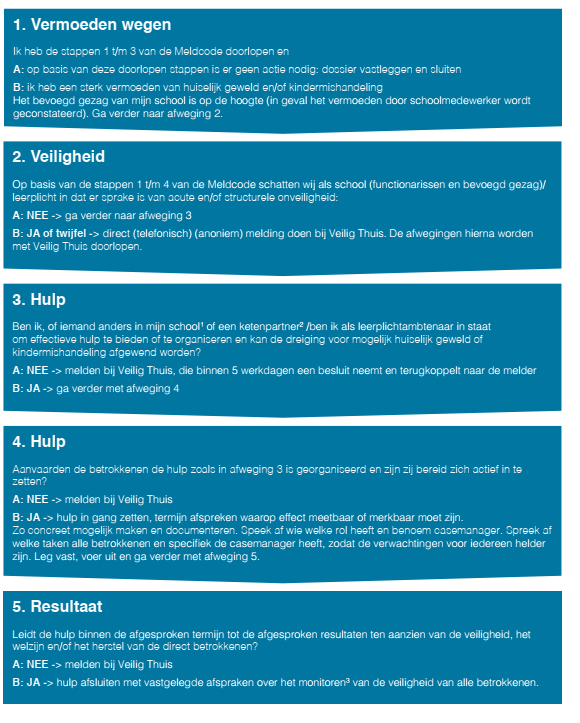 1. Vermoeden wegen
Ik heb de stappen 1 t/m 3 van de Meldcode doorlopen en
A: op basis van deze doorlopen stappen is er geen actie nodig: dossier vastleggen en sluiten
B: ik heb een sterk vermoeden van huiselijk geweld en/of kindermishandeling
Het bevoegd gezag van mijn school is op de hoogte (in geval het vermoeden door schoolmedewerker wordt
geconstateerd). Ga verder naar afweging 2.
2. Veiligheid
Op basis van de stappen 1 t/m 4 van de Meldcode schatten wij als school (functionarissen en bevoegd gezag)/
leerplicht in dat er sprake is van acute en/of structurele onveiligheid:
A: NEE -> ga verder naar afweging 3
B: JA of twijfel -> direct (telefonisch) (anoniem) melding doen bij Veilig Thuis. De afwegingen hierna worden
met Veilig Thuis doorlopen.
3. Hulp
Ben ik, of iemand anders in mijn school¹ of een ketenpartner² /ben ik als leerplichtambtenaar in staat
om effectieve hulp te bieden of te organiseren en kan de dreiging voor mogelijk huiselijk geweld of
kindermishandeling afgewend worden?
A: NEE -> melden bij Veilig Thuis, die binnen 5 werkdagen een besluit neemt en terugkoppelt naar de melder
B: JA -> ga verder met afweging 4
4. Hulp
Aanvaarden de betrokkenen de hulp zoals in afweging 3 is georganiseerd en zijn zij bereid zich actief in te
zetten?
A: NEE -> melden bij Veilig Thuis
B: JA -> hulp in gang zetten, termijn afspreken waarop effect meetbaar of merkbaar moet zijn.
Zo concreet mogelijk maken en documenteren. Spreek af wie welke rol heeft en benoem casemanager. Spreek af
welke taken alle betrokkenen en specifiek de casemanager heeft, zodat de verwachtingen voor iedereen helder
zijn. Leg vast, voer uit en ga verder met afweging 5.
5. Resultaat
Leidt de hulp binnen de afgesproken termijn tot de afgesproken resultaten ten aanzien van de veiligheid, het
welzijn en/of het herstel van de direct betrokkenen?
A: NEE -> melden bij Veilig Thuis
B: JA -> hulp afsluiten met vastgelegde afspraken over het monitoren³ van de veiligheid van alle betrokkenen.